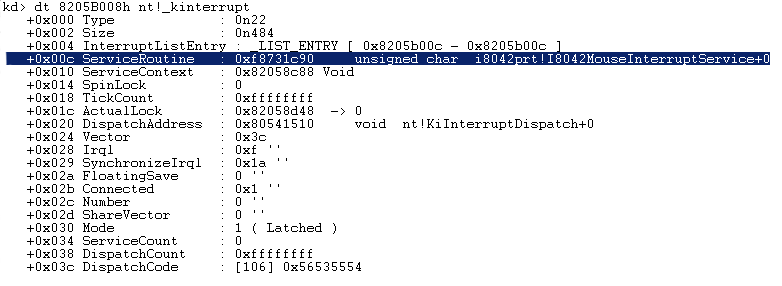 kd> dt 8205B008h nt!_kinterrupt
   +0x000 Type             : 0n22
   +0x002 Size             : 0n484
   +0x004 InterruptListEntry : _LIST_ENTRY [ 0x8205b00c - 0x8205b00c ]
   +0x00c ServiceRoutine   : 0xf8731c90     unsigned char  i8042prt!I8042MouseInterruptService+0
   +0x010 ServiceContext   : 0x82058c88 Void
   +0x014 SpinLock         : 0
   +0x018 TickCount        : 0xffffffff
   +0x01c ActualLock       : 0x82058d48  -> 0
   +0x020 DispatchAddress  : 0x80541510     void  nt!KiInterruptDispatch+0
   +0x024 Vector           : 0x3c
   +0x028 Irql             : 0xf ''
   +0x029 SynchronizeIrql  : 0x1a ''
   +0x02a FloatingSave     : 0 ''
   +0x02b Connected        : 0x1 ''
   +0x02c Number           : 0 ''
   +0x02d ShareVector      : 0 ''
   +0x030 Mode             : 1 ( Latched )
   +0x034 ServiceCount     : 0
   +0x038 DispatchCount    : 0xffffffff
   +0x03c DispatchCode     : [106] 0x56535554